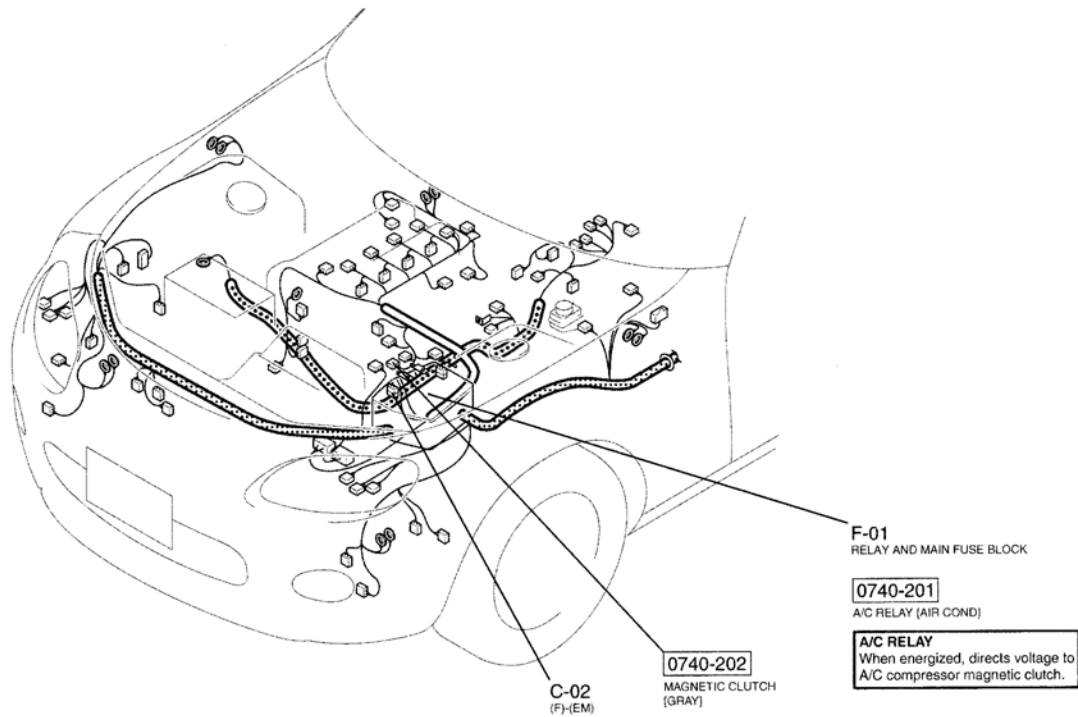 F-01
RELAY AND MAIN FUSE BLOCK
0740-201
A/C RELAY [AIR COND]
A/C RELAY
When energized, directs voltage to
A/C compressor magnetic clutch.
0740-202
MAGNETIC CLUTCH
[GRAY]
C-02
(F)-(EM)